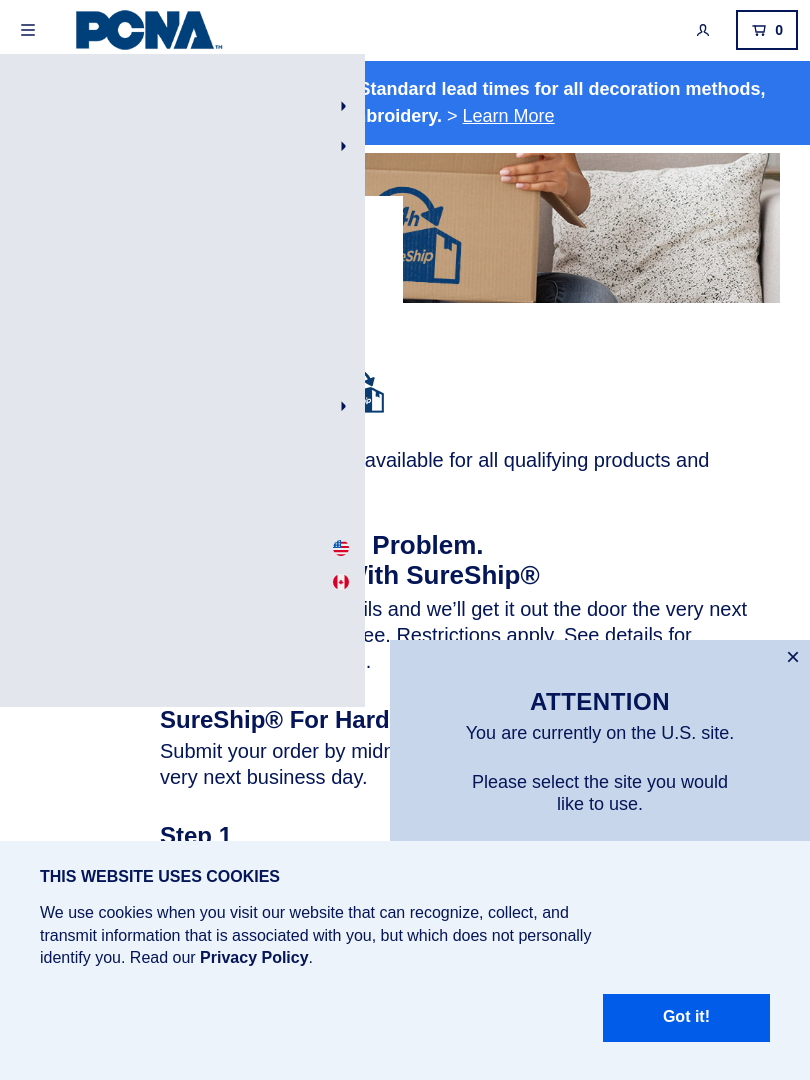 PCNA™
0
Standard lead times for all decoration methods,
broidery. > Learn More
4h
eShip
available for all qualifying products and
Problem.
With SureShip®
ils and we’ll get it out the door the very next
ee. Restrictions apply. See details for
.
SureShip® For Hard
Submit your order by midn
very next business day.
Step 1
×
ATTENTION
You are currently on the U.S. site.
Please select the site you would
like to use.
THIS WEBSITE USES COOKIES
We use cookies when you visit our website that can recognize, collect, and
transmit information that is associated with you, but which does not personally
identify you. Read our Privacy Policy.
Got it!